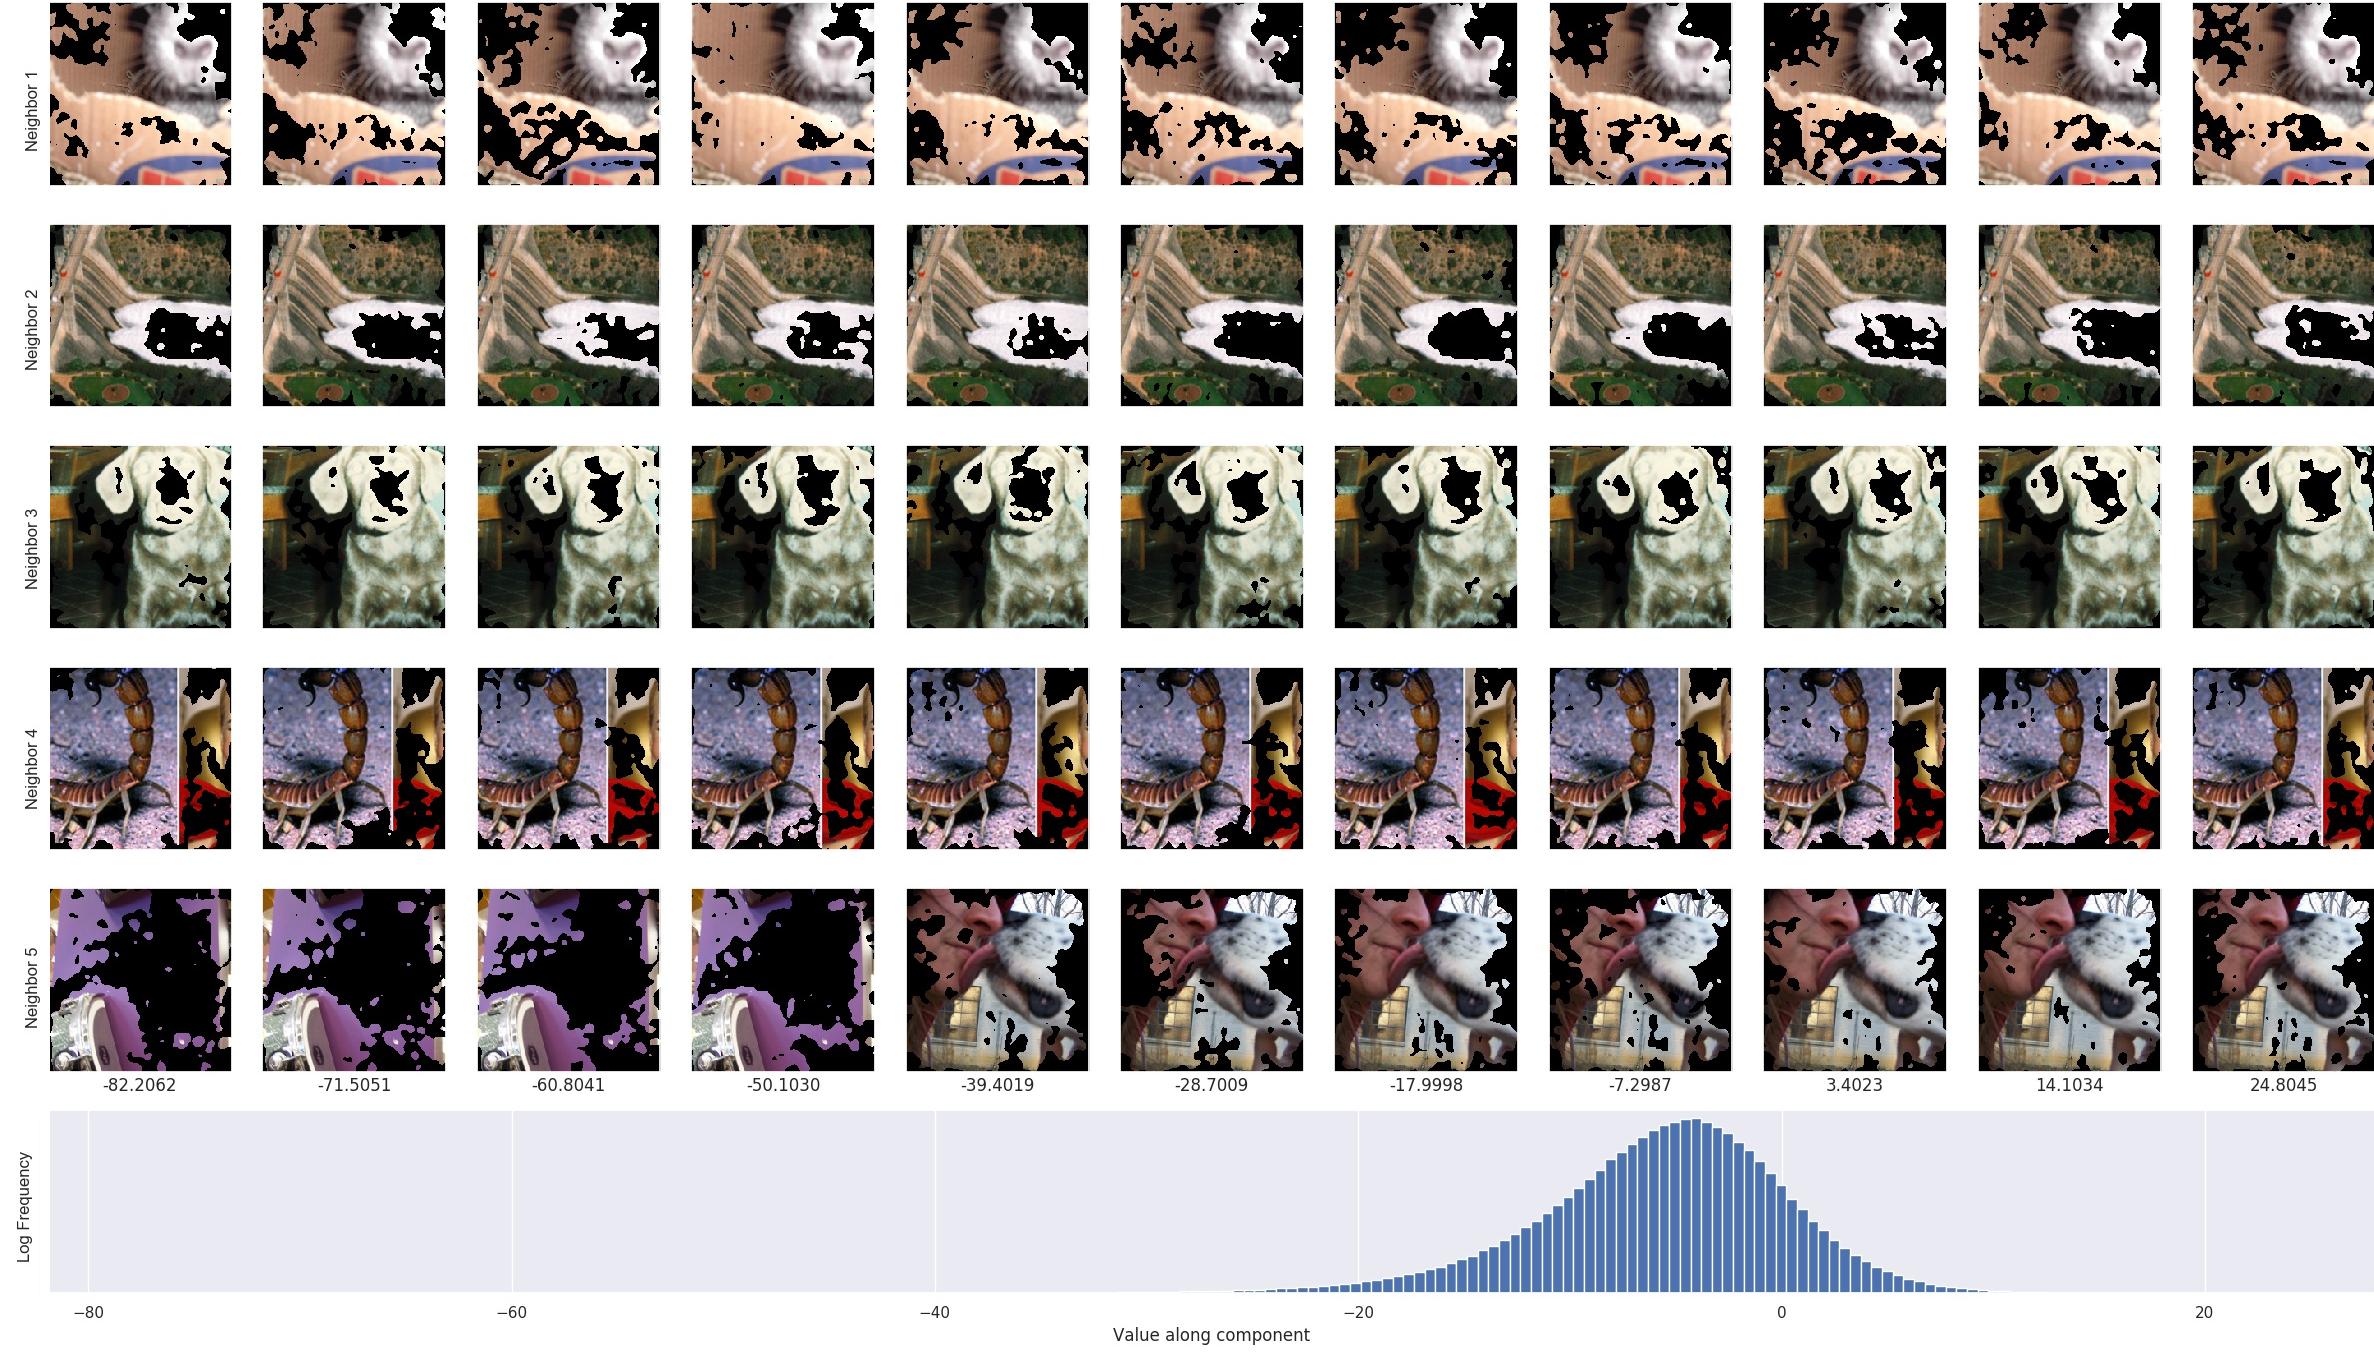 Neighbor 1
Neighbor 2
Neighbor 3
Neighbor 4
Neighbor 5
-82.2062 -71.5051 -60.8041 -50.1030 -39.4019 -28.7009 -17.9998 -7.2987 3.4023 14.1034 24.8045
Log Frequency
−80 −60 −40 −20 0 20
Value along component